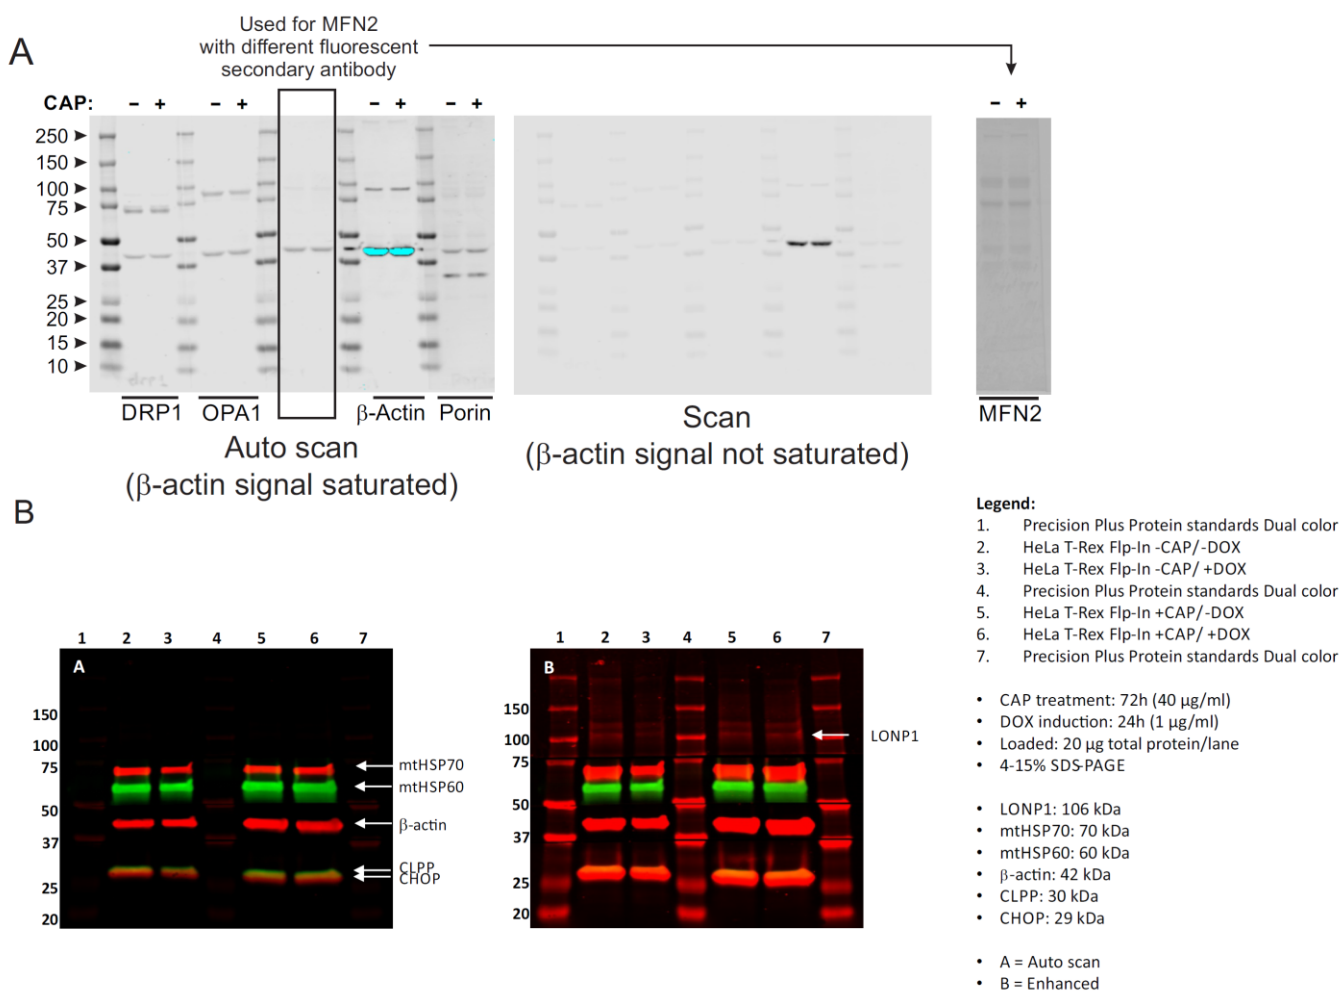 Used for MFN2
with different fluorescent
secondary antibody
A
CAP: - + - + - + - + - +
250
150
100
75
50
37
25
20
15
10
DRP1 OPA1 β-Actin Porin MFN2
Auto scan
(β-actin signal saturated)
Scan
(β-actin signal not saturated)
B
Legend:
1. Precision Plus Protein standards Dual color
2. HeLa T-Rex Flp-In -CAP/-DOX
3. HeLa T-Rex Flp-In -CAP/ +DOX
4. Precision Plus Protein standards Dual color
5. HeLa T-Rex Flp-In +CAP/-DOX
6. HeLa T-Rex Flp-In +CAP/ +DOX
7. Precision Plus Protein standards Dual color
• CAP treatment: 72h (40 µg/ml)
• DOX induction: 24h (1 µg/ml)
• Loaded: 20 µg total protein/lane
• 4-15% SDS-PAGE
• LONP1: 106 kDa
• mtHSP70: 70 kDa
• mtHSP60: 60 kDa
• β-actin: 42 kDa
• CLPP: 30 kDa
• CHOP: 29 kDa
• A = Auto scan
• B = Enhanced
1 2 3 4 5 6 7
A
150
100
75
50
37
25
20
mtHSP70
mtHSP60
β-actin
CLPP
CHOP
1 2 3 4 5 6 7
B
150
100
75
50
37
25
20
LONP1